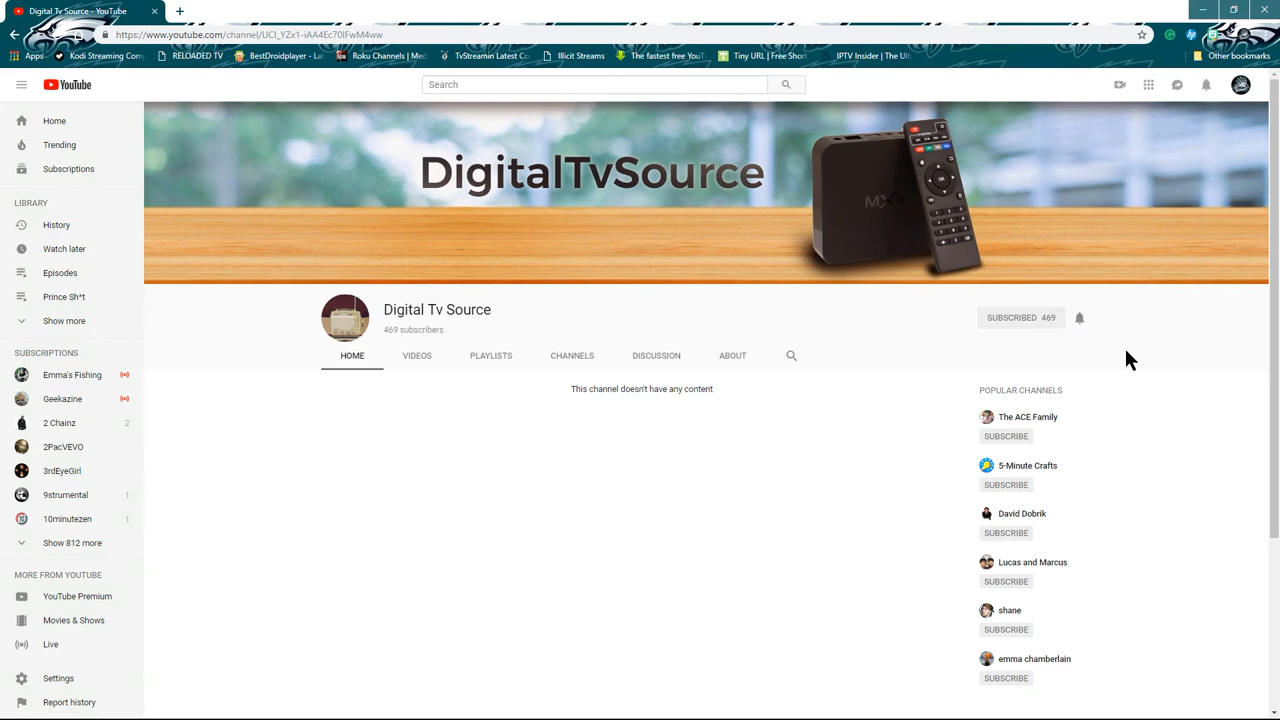 Digital Tv Source - YouTube
https://www.youtube.com/channel/UCI_YZx1-iAA4Ec70lFwM4ww
Apps Kodi Streaming Com RELOADED TV BestDroidplayer - Lat Roku Channels | Med TvStreamin Latest Co Illicit Streams The fastest free YouT Tiny URL | Free Short IPTV Insider | The Ult Other bookmarks
YouTube
Search
DigitalTvSource
OK
Home
Trending
Subscriptions
LIBRARY
History
Watch later
Episodes
Prince Sh*t
Show more
SUBSCRIPTIONS
Emma's Fishing
Geekazine
2 Chainz 2
2PacVEVO
3rdEyeGirl
9strumental 1
10minutezen 1
Show 812 more
MORE FROM YOUTUBE
YouTube Premium
Movies & Shows
Live
Settings
Report history
Digital Tv Source
469 subscribers
SUBSCRIBED 469
HOME VIDEOS PLAYLISTS CHANNELS DISCUSSION ABOUT
This channel doesn't have any content
POPULAR CHANNELS
The ACE Family
SUBSCRIBE
5-Minute Crafts
SUBSCRIBE
David Dobrik
SUBSCRIBE
Lucas and Marcus
SUBSCRIBE
shane
SUBSCRIBE
emma chamberlain
SUBSCRIBE